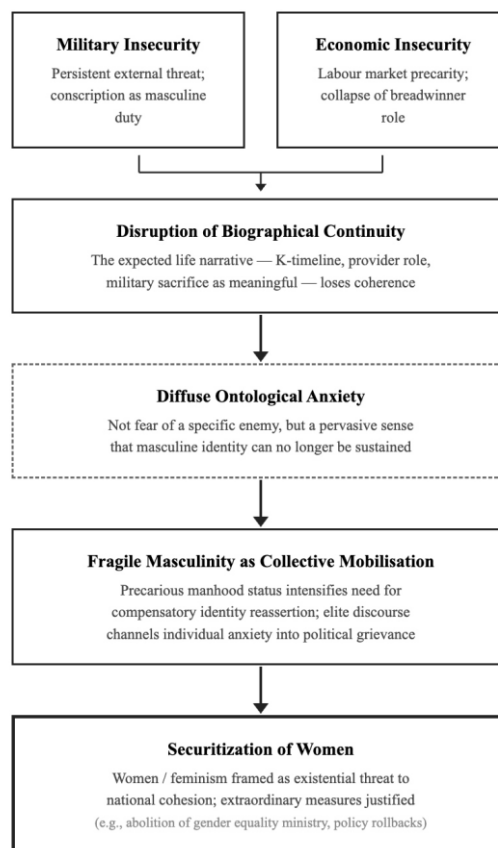 Military Insecurity
Persistent external threat;
conscription as masculine
duty
Economic Insecurity
Labour market precarity;
collapse of breadwinner
role
Disruption of Biographical Continuity
The expected life narrative — K-timeline, provider role,
military sacrifice as meaningful — loses coherence
Diffuse Ontological Anxiety
Not fear of a specific enemy, but a pervasive sense
that masculine identity can no longer be sustained
Fragile Masculinity as Collective Mobilisation
Precarious manhood status intensifies need for
compensatory identity reassertion; elite discourse
channels individual anxiety into political grievance
Securitization of Women
Women / feminism framed as existential threat to
national cohesion; extraordinary measures justified
(e.g., abolition of gender equality ministry, policy rollbacks)